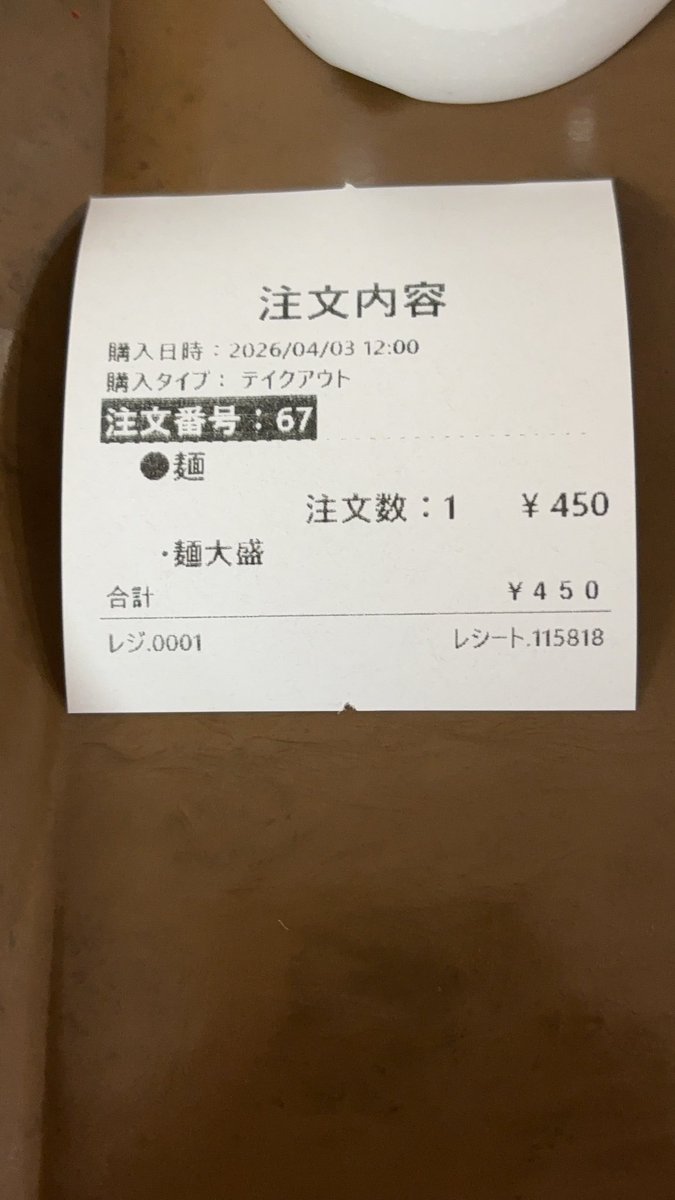 注文内容
購入日時：2026/04/03 12:00
購入タイプ： テイクアウト
注文番号：67
●麺
注文数：1 ￥450
・麺大盛
合計 ￥450
レジ.0001 レシート.115818